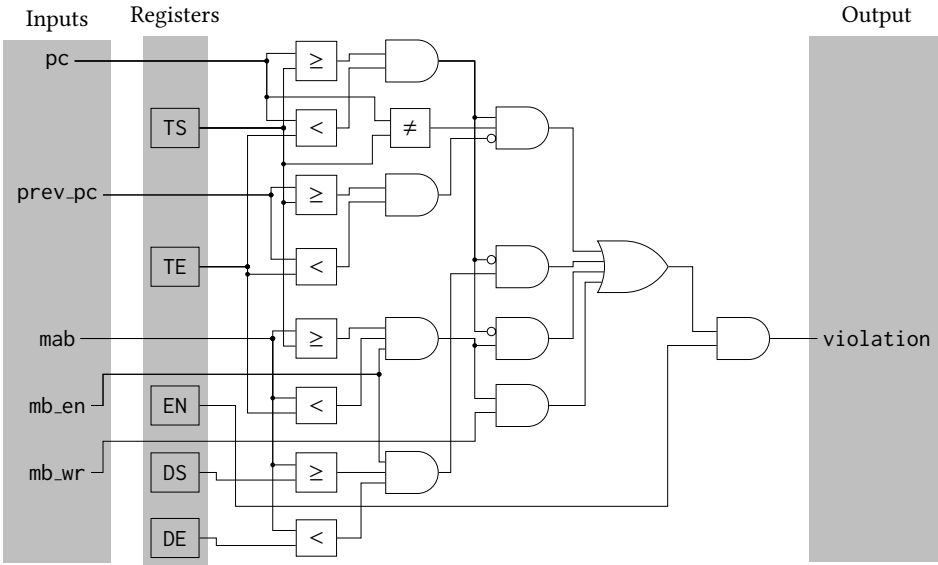 Inputs
Registers
Output
pc
≥
TS
<
≠
prev_pc
≥
TE
<
mab
≥
violation
mb_en
EN
<
mb_wr
DS
≥
DE
<